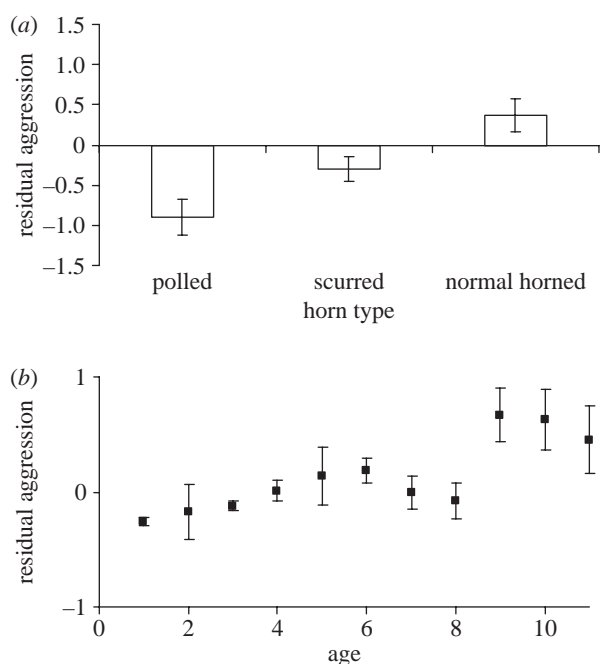 (a)
1.5
1.0
0.5
0
−0.5
−1.0
−1.5
residual aggression
polled
scurred
normal horned
horn type
(b)
1
0
−1
residual aggression
0 2 4 6 8 10
age